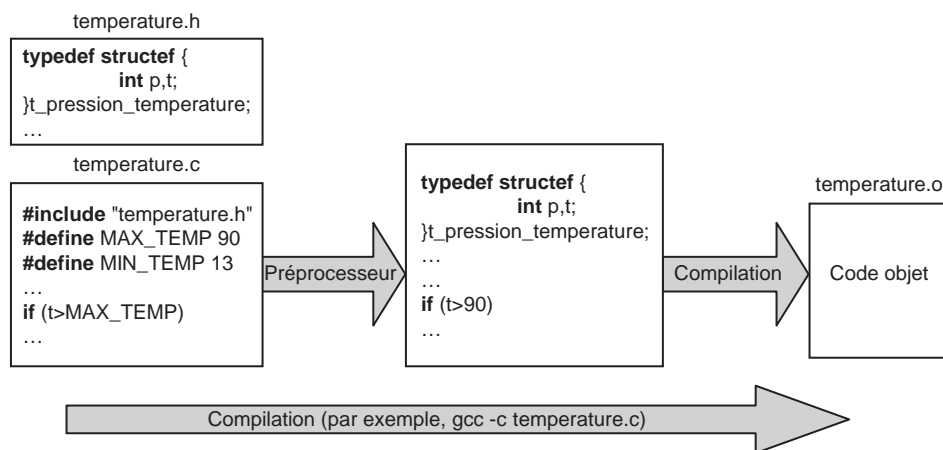 temperature.h
typedef structef {
int p,t;
}t_pression_temperature;
…
temperature.c
#include "temperature.h"
#define MAX_TEMP 90
#define MIN_TEMP 13
…
if (t>MAX_TEMP)
…
Préprocesseur
typedef structef {
int p,t;
}t_pression_temperature;
…
…
if (t>90)
…
Compilation
temperature.o
Code objet
Compilation (par exemple, gcc -c temperature.c)